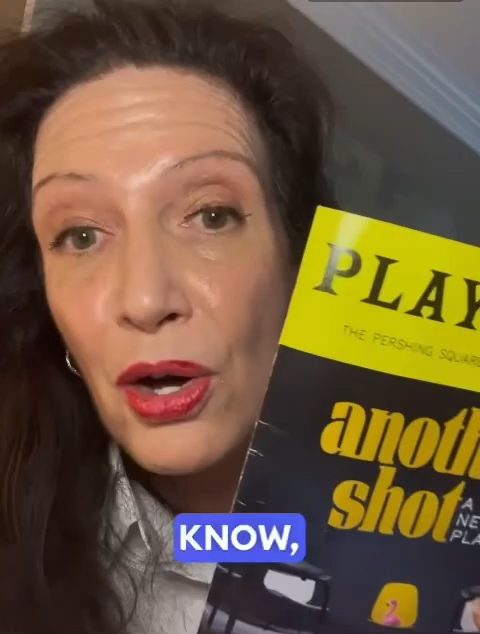 PLAY
THE PERSHING SQUARE
anoth
shot
A
NE
PLA
KNOW,